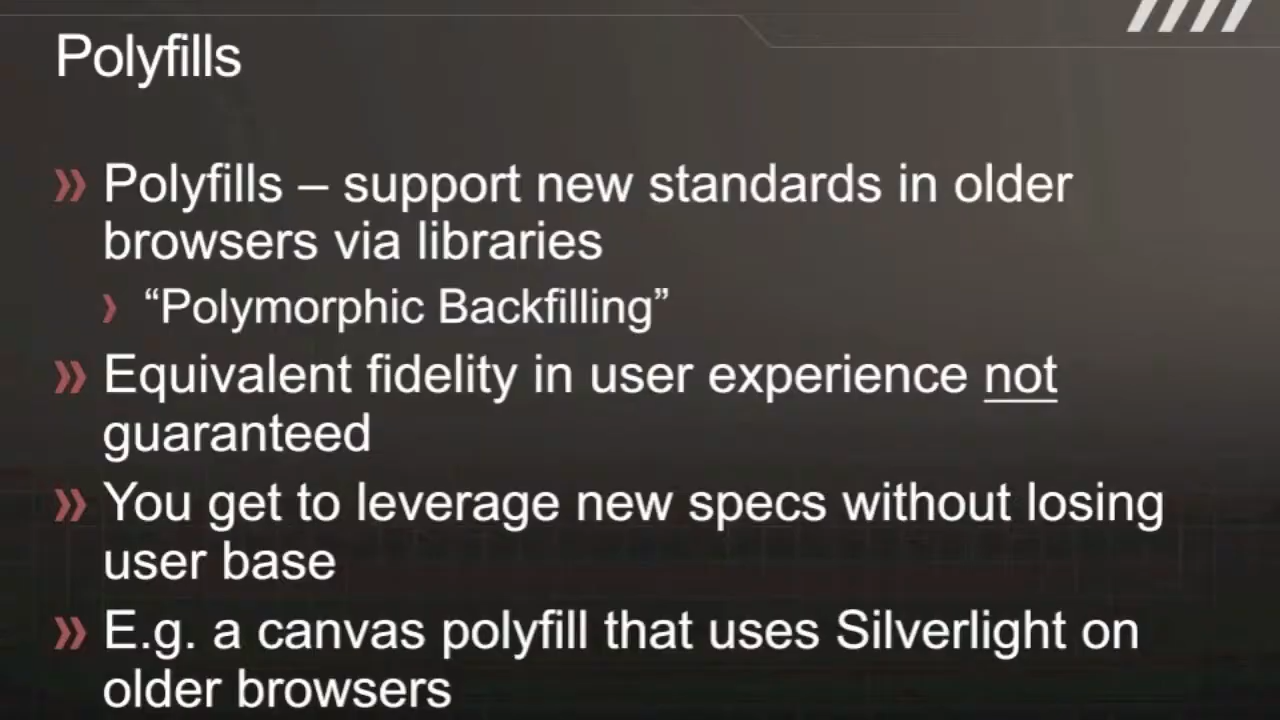 Polyfills
Polyfills – support new standards in older
browsers via libraries
“Polymorphic Backfilling”
Equivalent fidelity in user experience not
guaranteed
You get to leverage new specs without losing
user base
E.g. a canvas polyfill that uses Silverlight on
older browsers